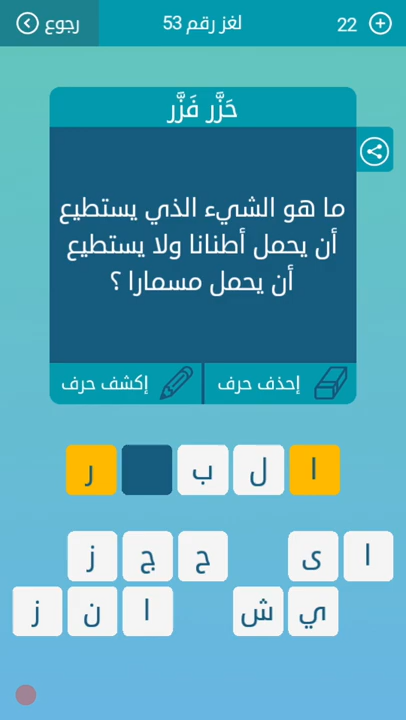 رجوع
لغز رقم 53
22
حَزَّر فَزَّر
ما هو الشيء الذي يستطيع
أن يحمل أطنانا ولا يستطيع
أن يحمل مسمارا ؟
إحذف حرف
إكشف حرف
ا ل ب ر
ا ى ح ج ز
ي ش ا ن ز